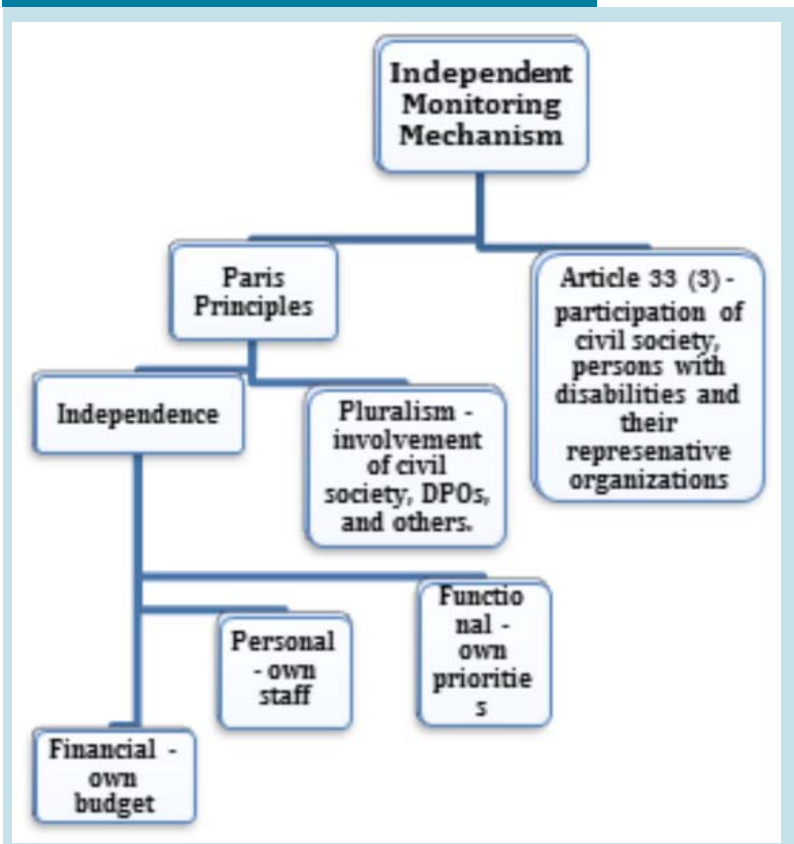 Independent
Monitoring
Mechanism
Paris
Principles
Article 33 (3) -
participation of
civil society,
persons with
disabilities and
their
represenative
organizations
Independence
Pluralism -
involvement
of civil
society, DPOs,
and others.
Functio
nal -
own
prioritie
s
Personal
- own
staff
Financial -
own
budget